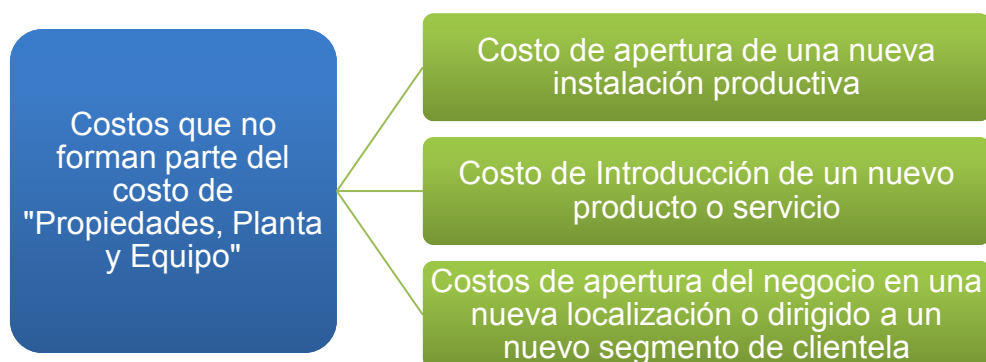 Costos que no
forman parte del
costo de
"Propiedades, Planta
y Equipo"
Costo de apertura de una nueva
instalación productiva
Costo de Introducción de un nuevo
producto o servicio
Costos de apertura del negocio en una
nueva localización o dirigido a un
nuevo segmento de clientela